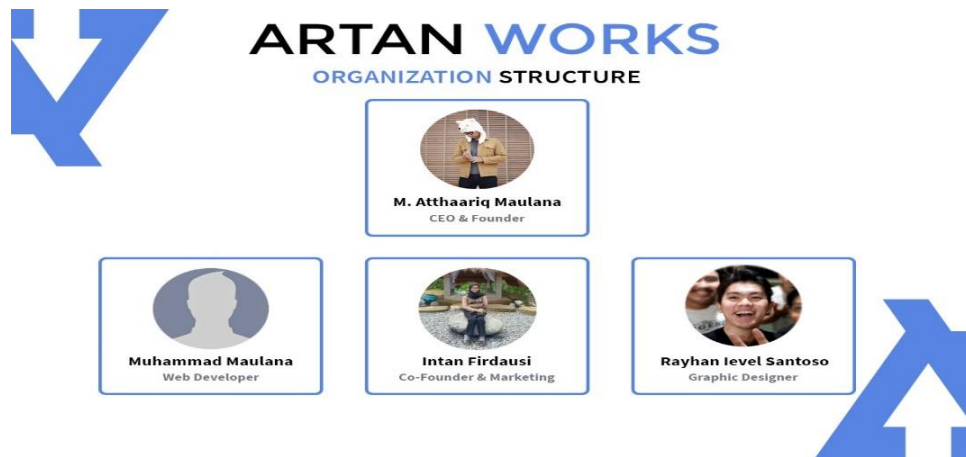 ARTAN WORKS
ORGANIZATION STRUCTURE
M. Atthaariq Maulana
CEO & Founder
Muhammad Maulana
Web Developer
Intan Firdausi
Co-Founder & Marketing
Rayhan Ievel Santoso
Graphic Designer